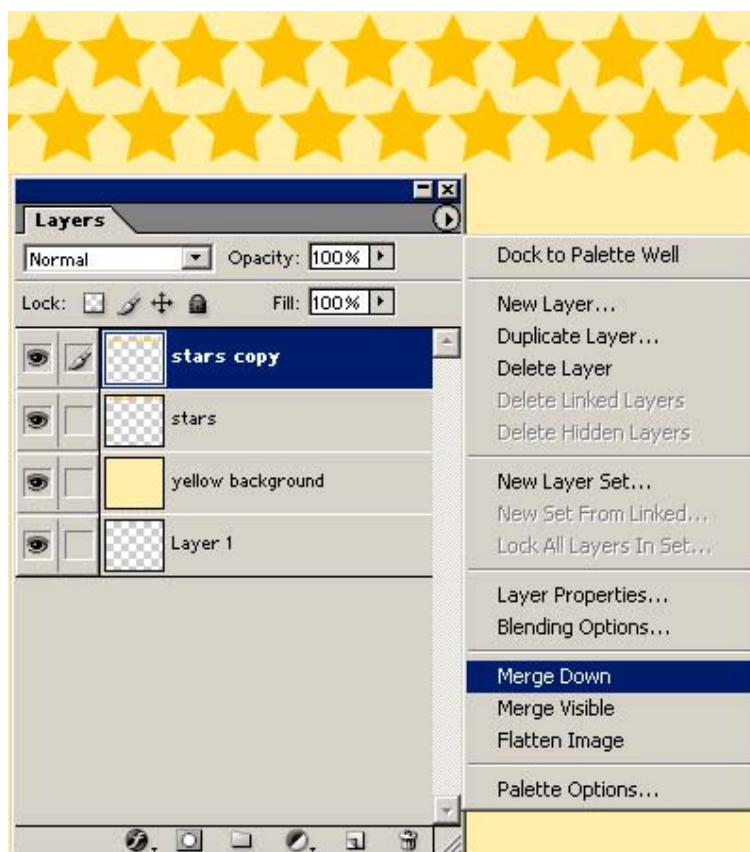 Layers
Normal Opacity: 100%
Lock: Fill: 100%
stars copy
stars
yellow background
Layer 1
Dock to Palette Well
New Layer...
Duplicate Layer...
Delete Layer
Delete Linked Layers
Delete Hidden Layers
New Layer Set...
New Set From Linked...
Lock All Layers In Set...
Layer Properties...
Blending Options...
Merge Down
Merge Visible
Flatten Image
Palette Options...